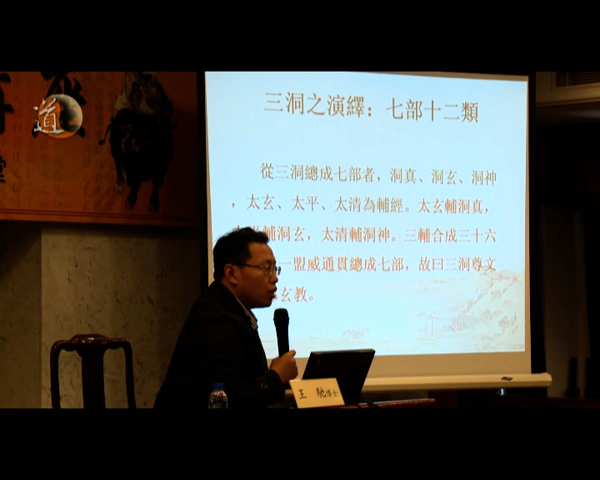 道
三洞之演繹：七部十二類
從三洞總成七部者，洞真、洞玄、洞神
，太玄、太平、太清為輔經。太玄輔洞真，
輔洞玄，太清輔洞神。三輔合成三十六
一盟威通貫總成七部，故曰三洞尊文
玄教。
王 馳博士